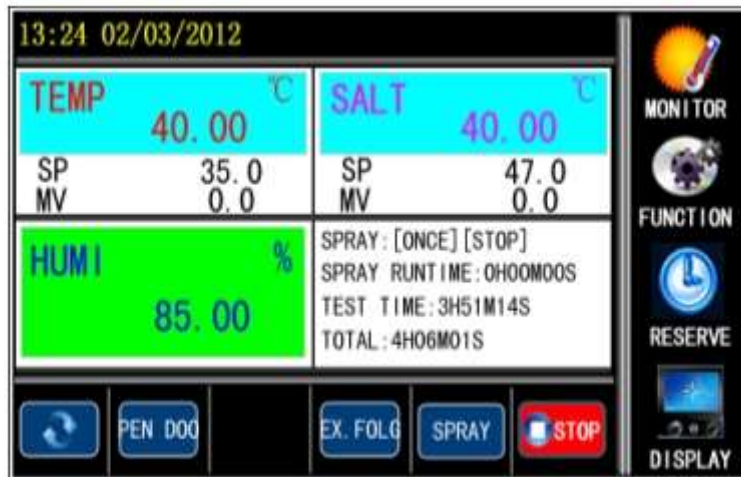 13:24 02/03/2012
TEMP ℃
40.00
SP 35.0
MV 0.0
SALT ℃
40.00
SP 47.0
MV 0.0
HUMI %
85.00
SPRAY:[ONCE][STOP]
SPRAY RUNTIME:0H00M00S
TEST TIME:3H51M14S
TOTAL:4H06M01S
PEN DOO
EX.FOLG
SPRAY
STOP
MONITOR
FUNCTION
RESERVE
DISPLAY